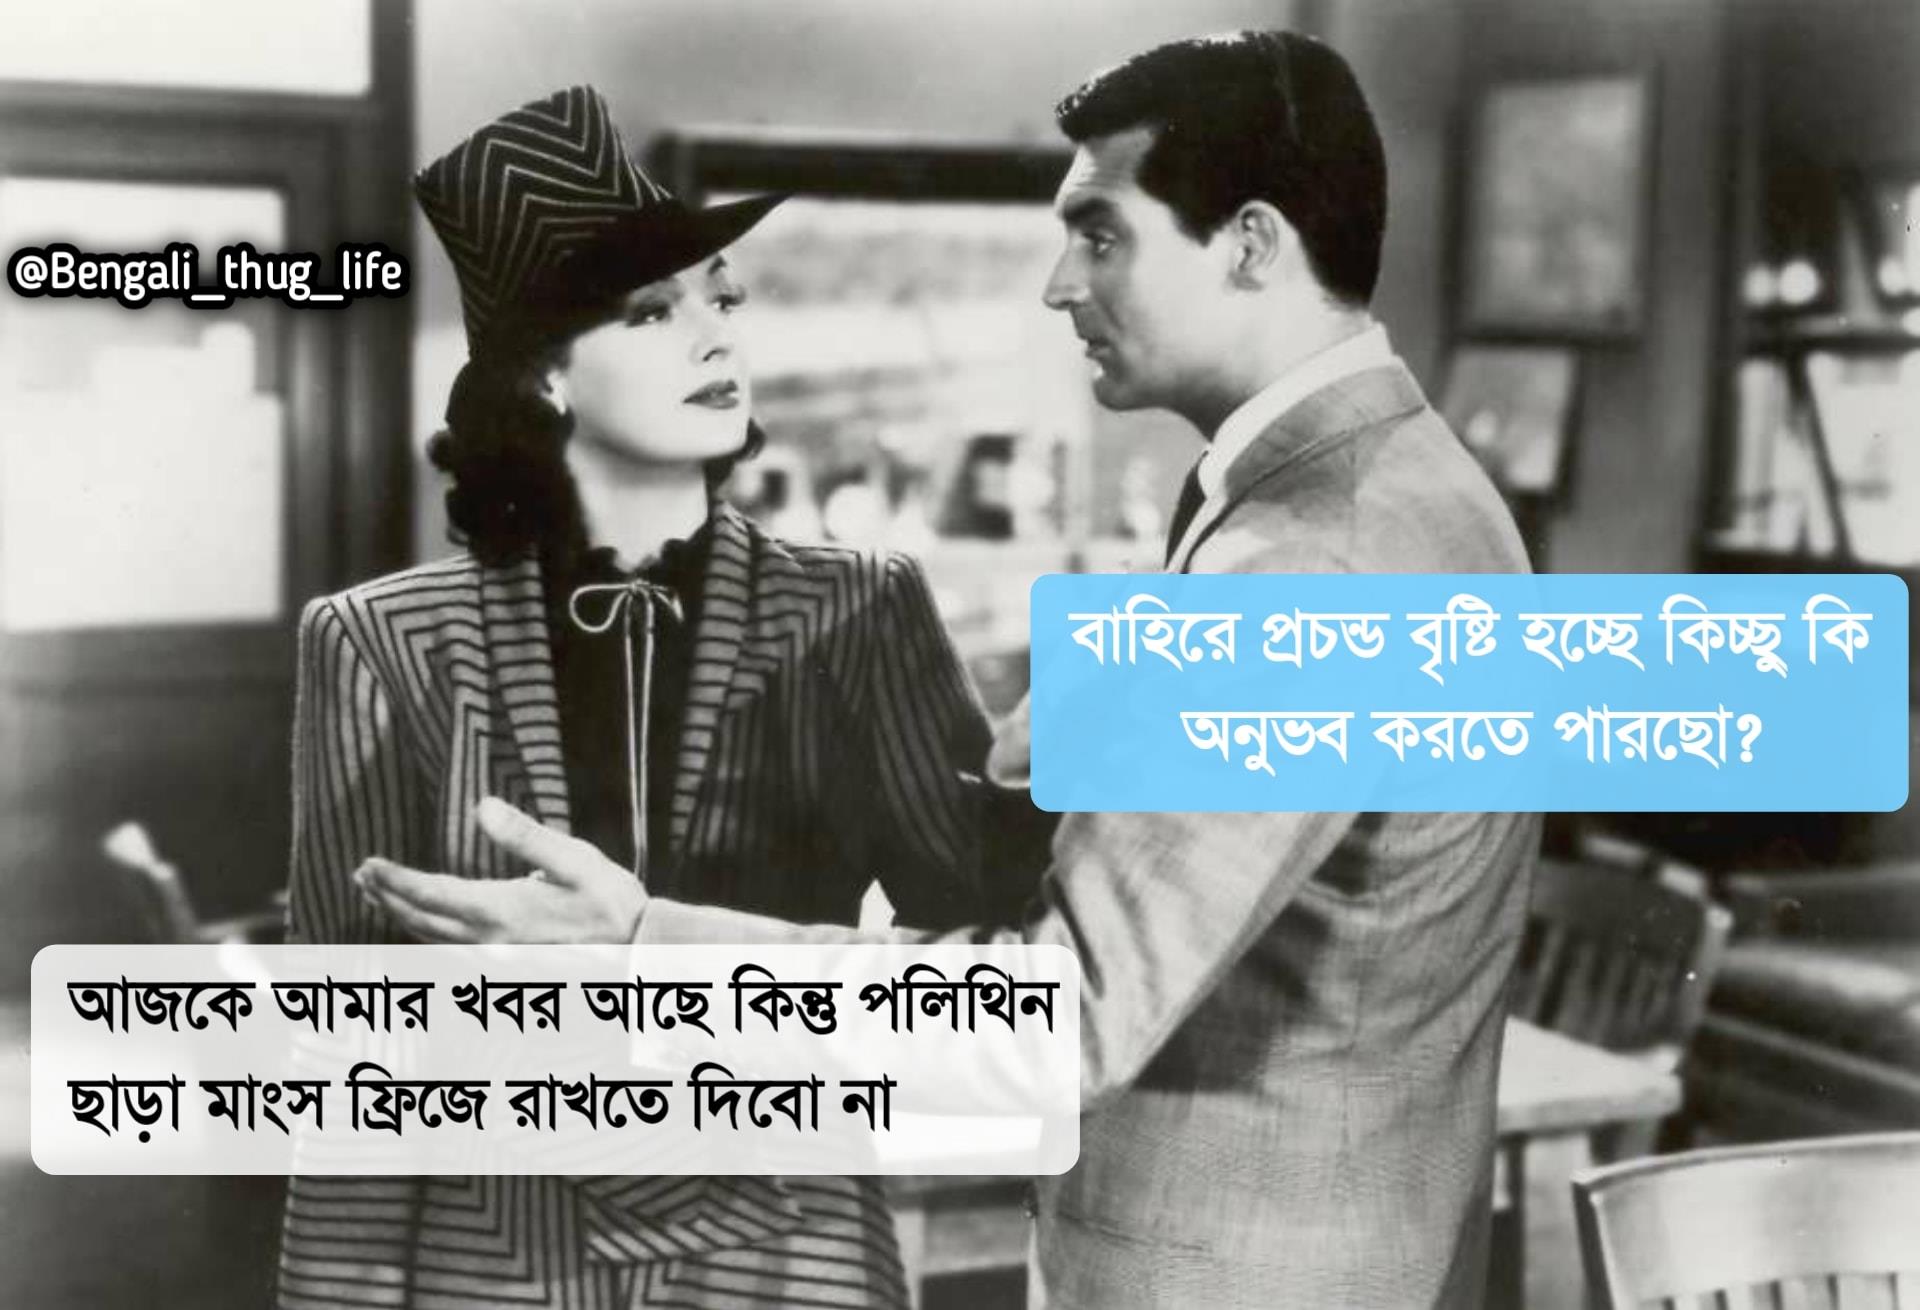 @Bengali_thug_life
বাহিরে প্রচন্ড বৃষ্টি হচ্ছে কিচ্ছু কি
অনুভব করতে পারছো?
আজকে আমার খবর আছে কিন্তু পলিথিন
ছাড়া মাংস ফ্রিজে রাখতে দিবো না